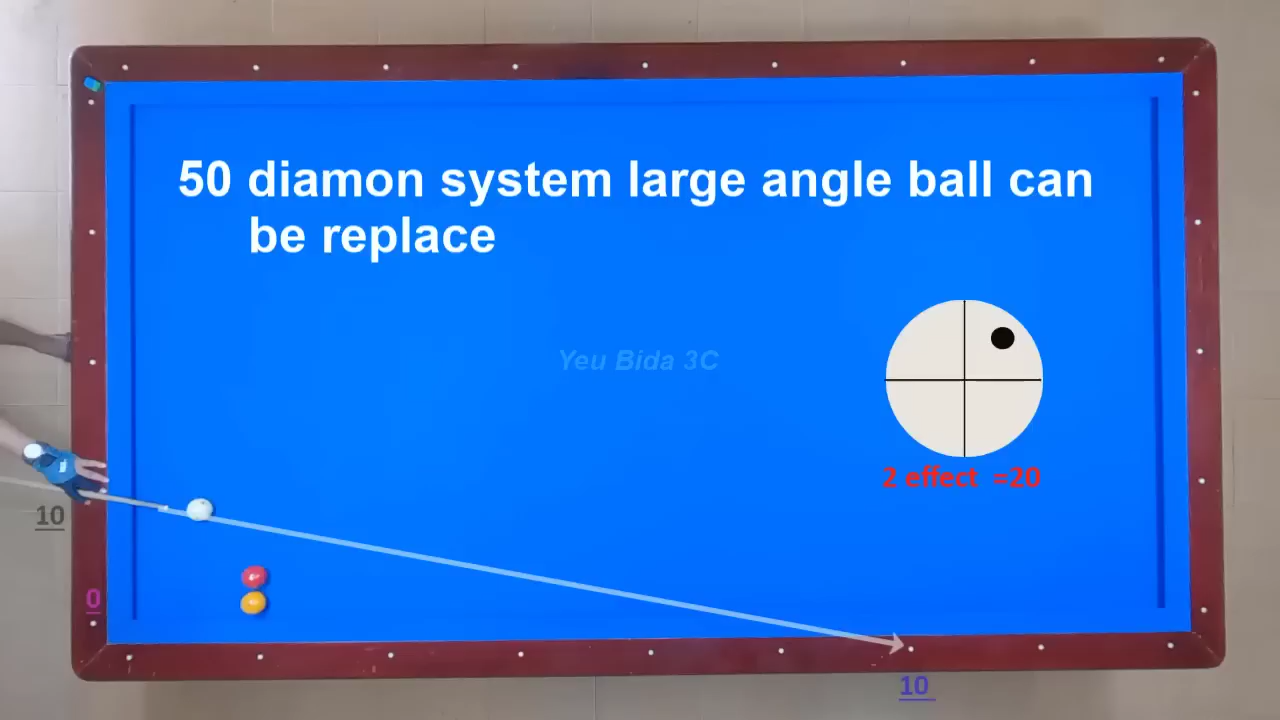 50 diamon system large angle ball can
be replace
Yeu Bida 3C
2 effect =20
10
0
10